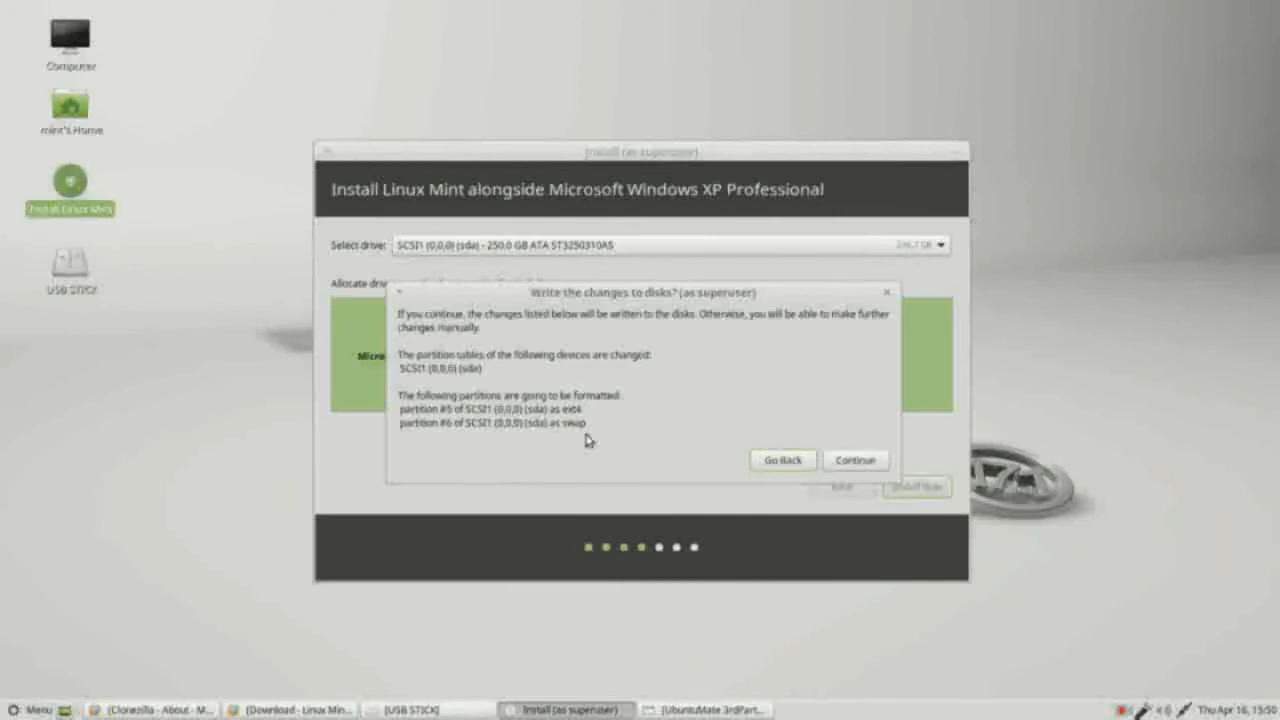 Computer
mint's Home
Install Linux Mint
USB STICK
Install (as superuser)
Install Linux Mint alongside Microsoft Windows XP Professional
Select drive:
SCSI1 (0,0,0) (sda) - 250.0 GB ATA ST3250310AS
Allocate
Write the changes to disks? (as superuser)
If you continue, the changes listed below will be written to the disks. Otherwise, you will be able to make further
changes manually.
The partition tables of the following devices are changed:
SCSI1 (0,0,0) (sda)
Micro
The following partitions are going to be formatted:
partition #5 of SCSI1 (0,0,0) (sda) as ext4
partition #6 of SCSI1 (0,0,0) (sda) as swap
Go Back
Continue
Install Now
Menu
[Clonezilla - About - M...
[Download - Linux Min...
[USB STICK]
Install (as superuser)
[UbuntuMate 3rdPart...
Thu Apr 16, 15:50